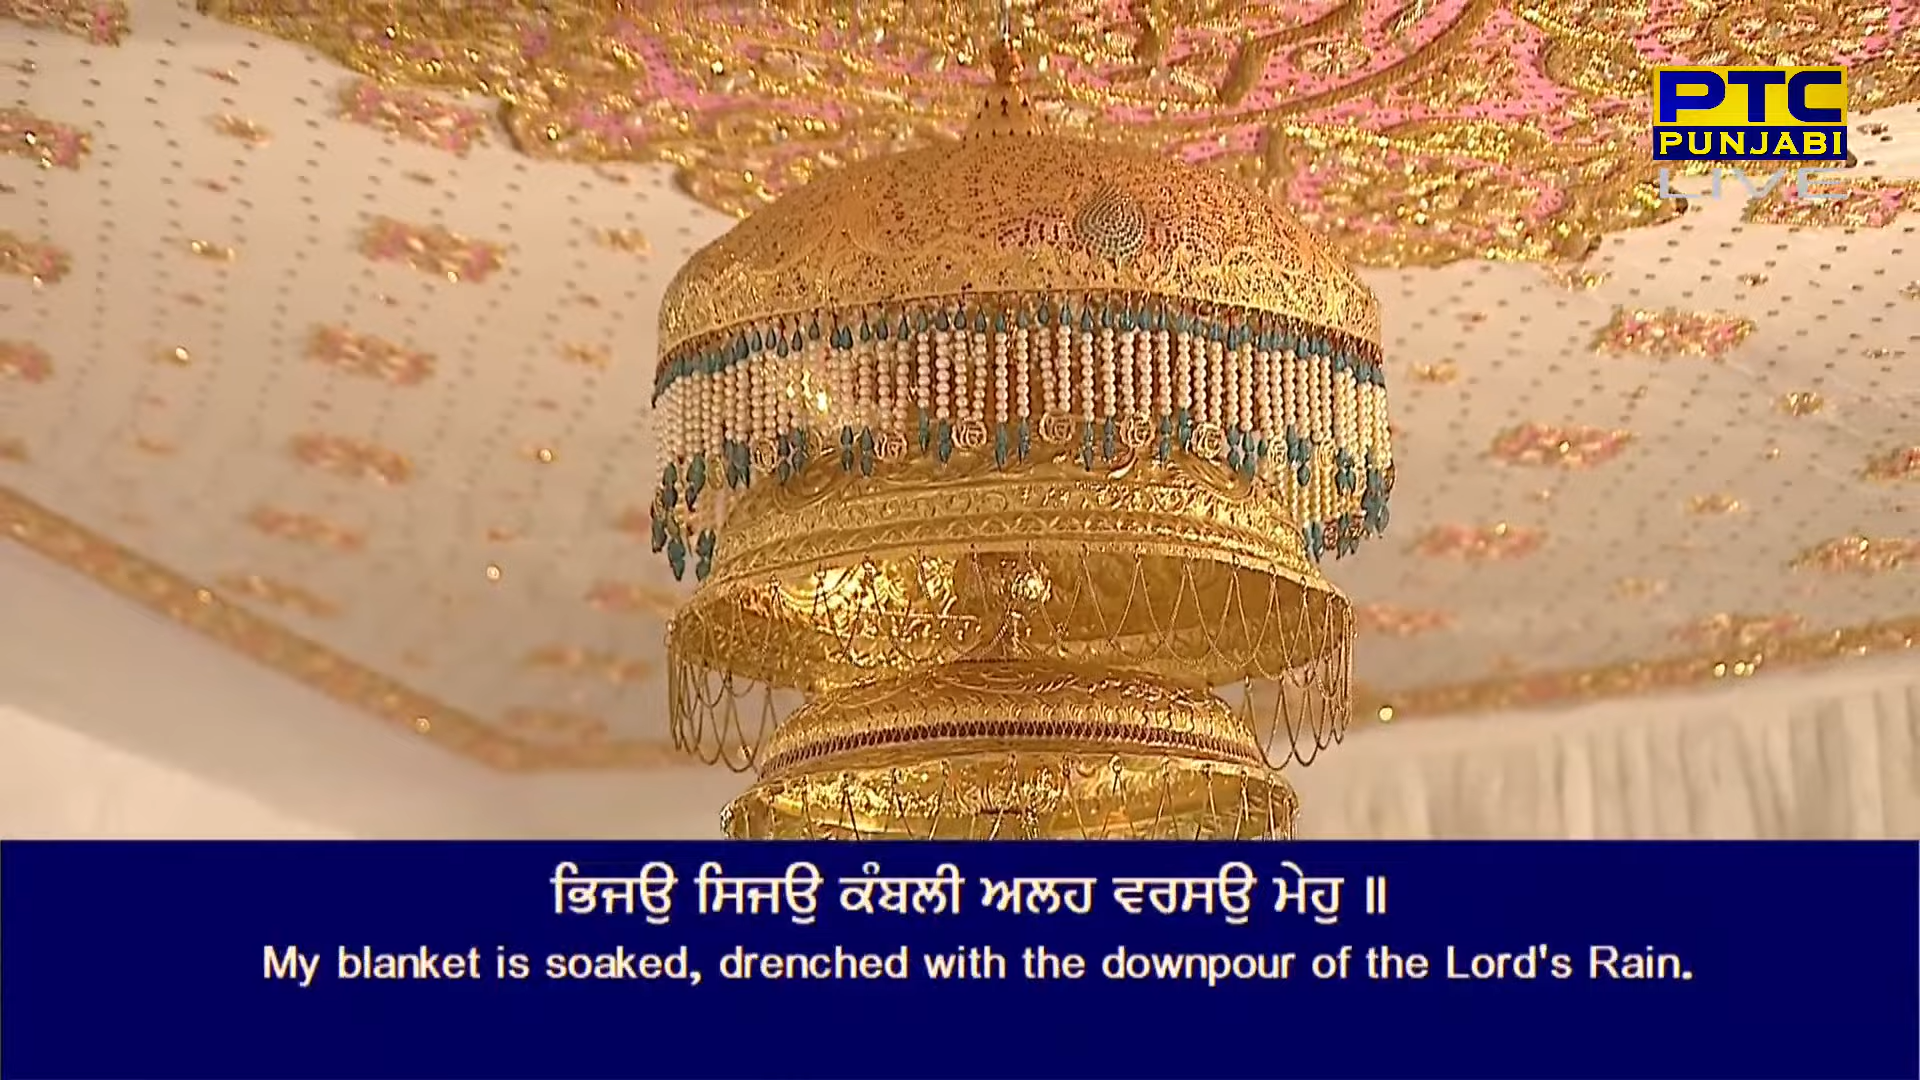 PTC
PUNJABI
LIVE
ਭਿਜਉ ਸਿਜਉ ਕੰਬਲੀ ਅਲਹ ਵਰਸਉ ਮੇਹੁ ॥
My blanket is soaked, drenched with the downpour of the Lord's Rain.